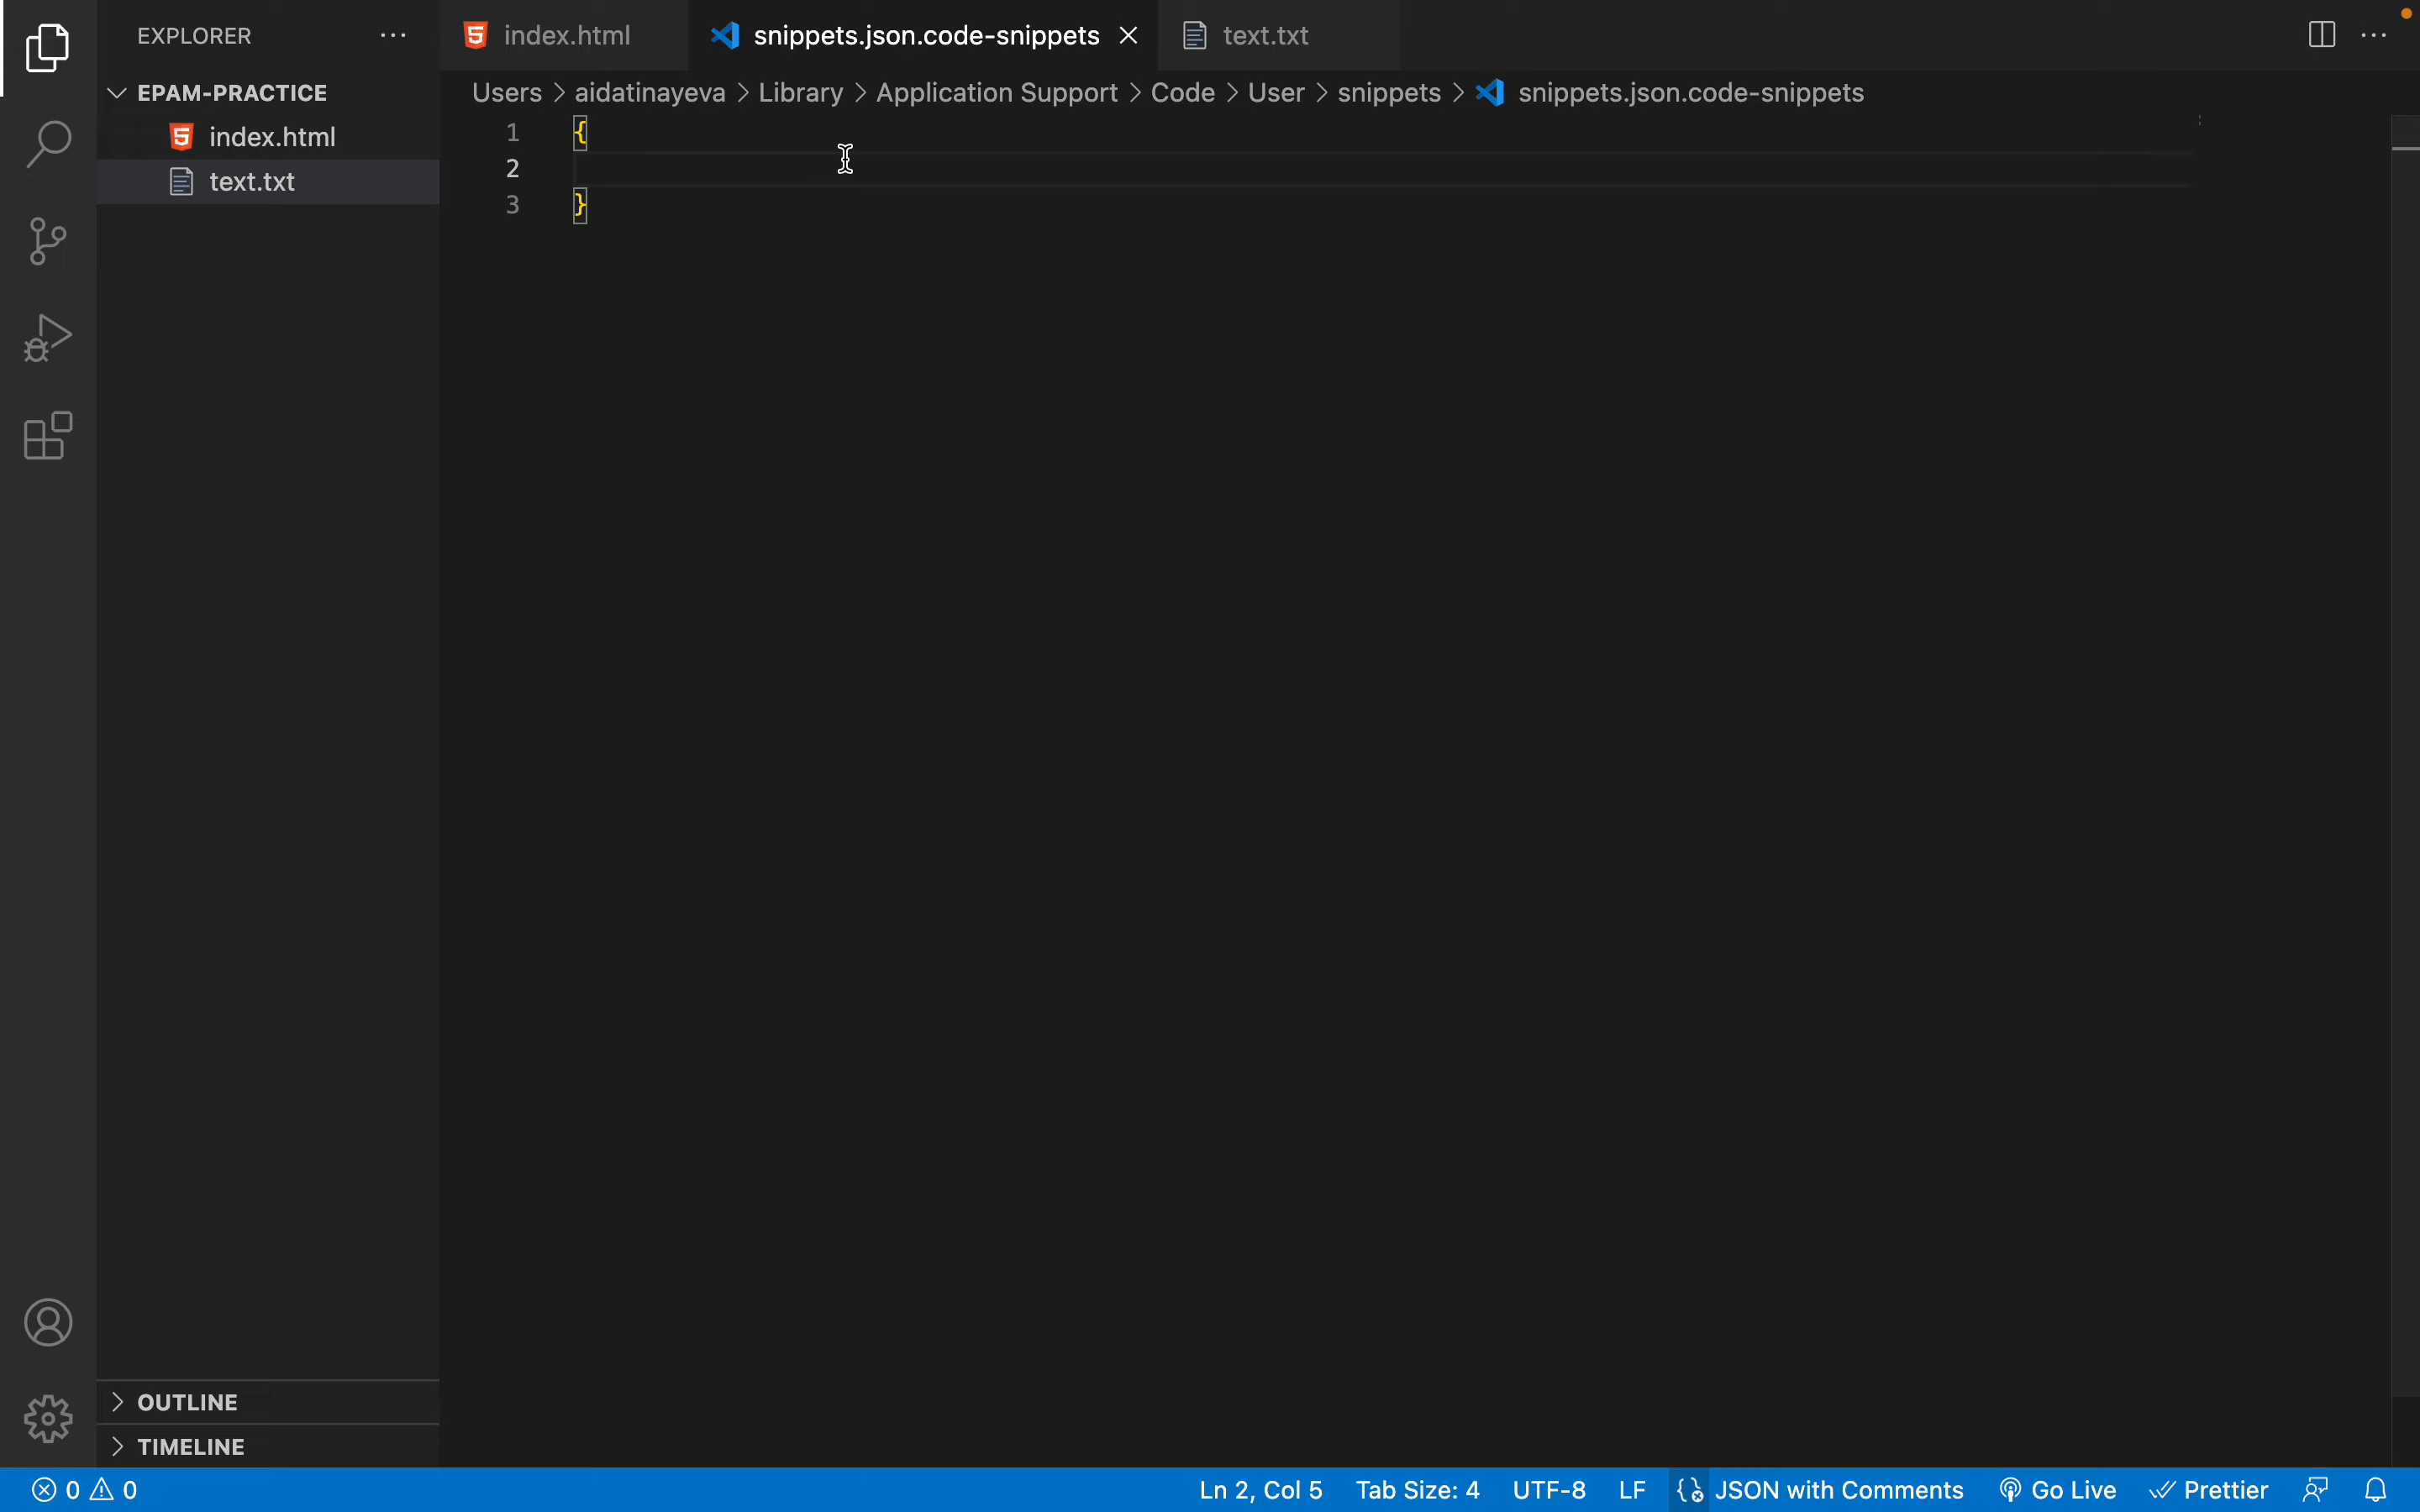 EXPLORER
EPAM-PRACTICE
index.html
text.txt
OUTLINE
TIMELINE
index.html
snippets.json.code-snippets
text.txt
Users > aidatinayeva > Library > Application Support > Code > User > snippets > snippets.json.code-snippets
1 {
2
3 }
0 0 Ln 2, Col 5 Tab Size: 4 UTF-8 LF JSON with Comments Go Live Prettier